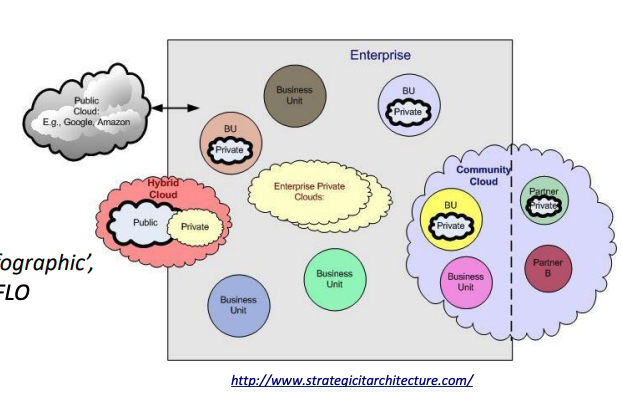 Enterprise
Public
Cloud:
E.g., Google, Amazon
Business
Unit
BU
Private
BU
Private
Hybrid
Cloud
Public
Private
Enterprise Private
Clouds:
Community
Cloud
BU
Private
Partner
Private
Business
Unit
Partner
B
Business
Unit
Business
Unit
ographic’,
FLO
http://www.strategicitarchitecture.com/